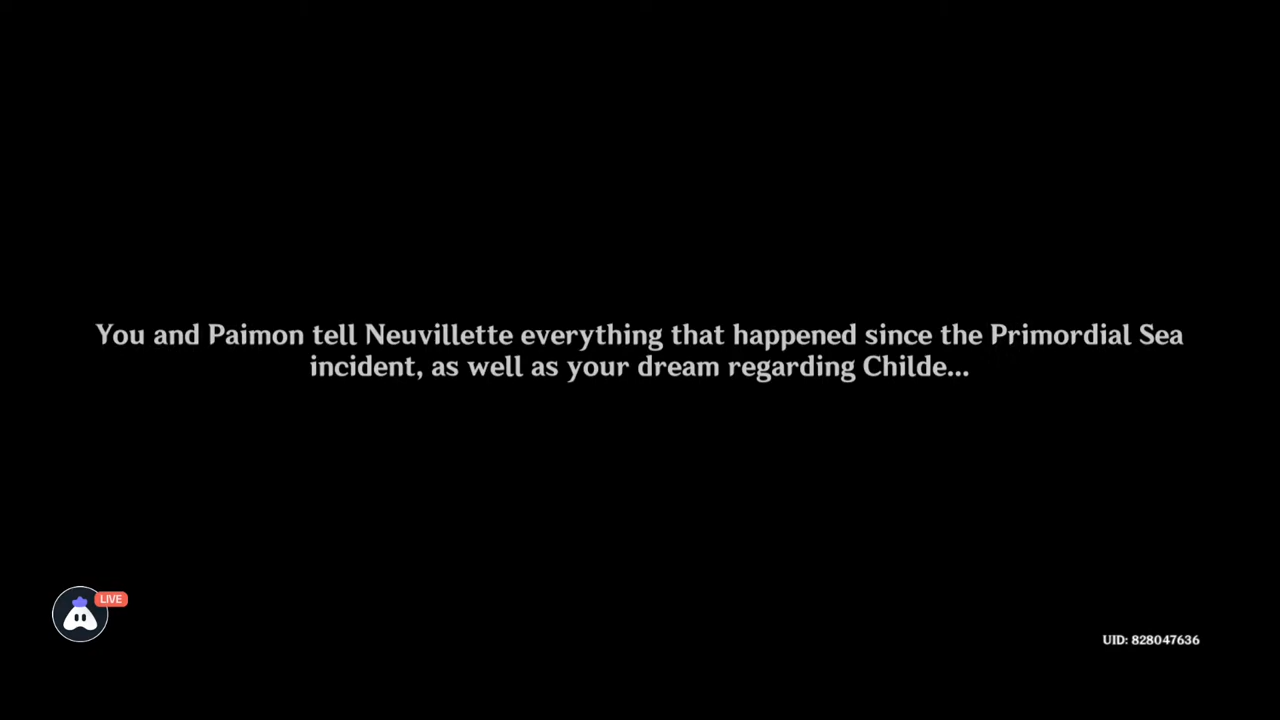 You and Paimon tell Neuvillette everything that happened since the Primordial Sea
incident, as well as your dream regarding Childe...
LIVE
UID: 828047636